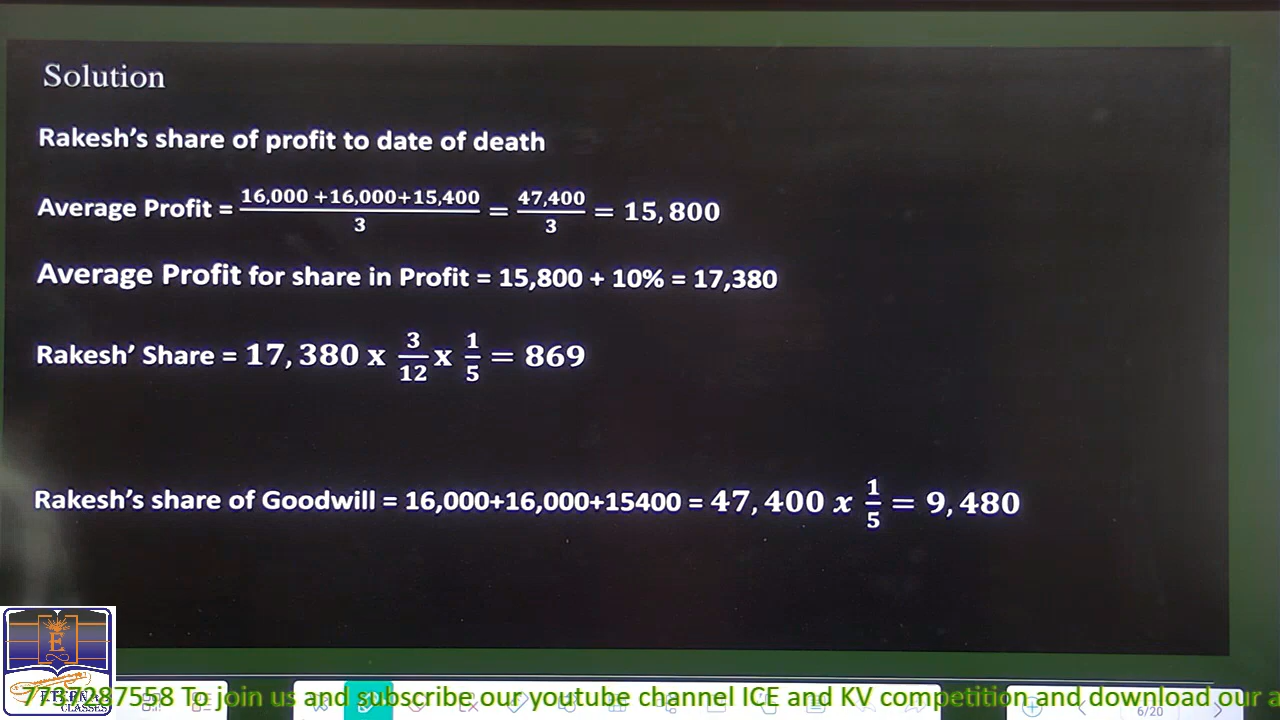 Solution
Rakesh's share of profit to date of death
Average Profit = 16,000 +16,000+15,400 / 3 = 47,400 / 3 = 15,800
Average Profit for share in Profit = 15,800 + 10% = 17,380
Rakesh' Share = 17,380 x 3/12 x 1/5 = 869
Rakesh's share of Goodwill = 16,000+16,000+15400 = 47,400 x 1/5 = 9,480
E
CLASSES
To join us and subscribe our youtube channel ICE and KV competition and download our a
6/20